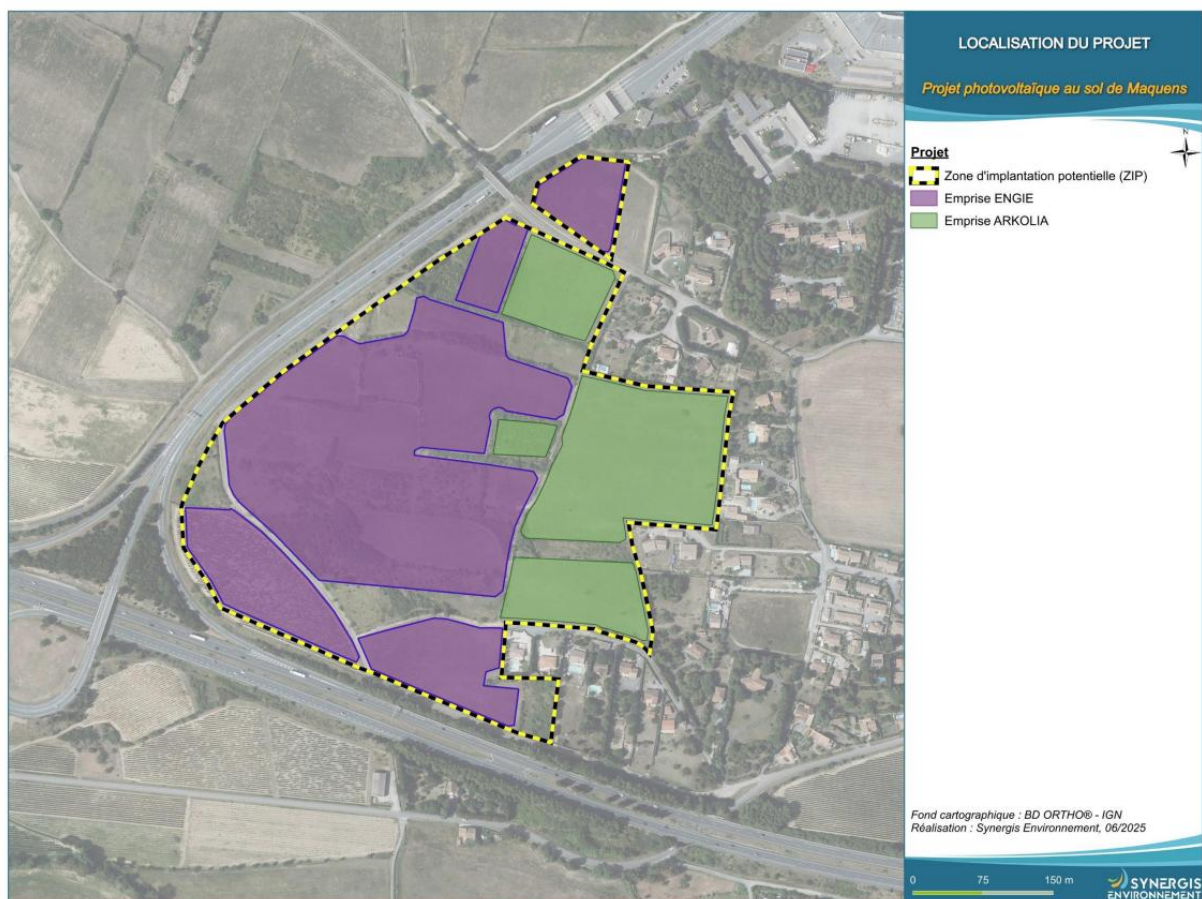 LOCALISATION DU PROJET
Projet photovoltaïque au sol de Maquens
N
Projet
Zone d'implantation potentielle (ZIP)
Emprise ENGIE
Emprise ARKOLIA
Fond cartographique : BD ORTHO® - IGN
Réalisation : Synergis Environnement, 06/2025
0 75 150 m
SYNERGIS
ENVIRONNEMENT